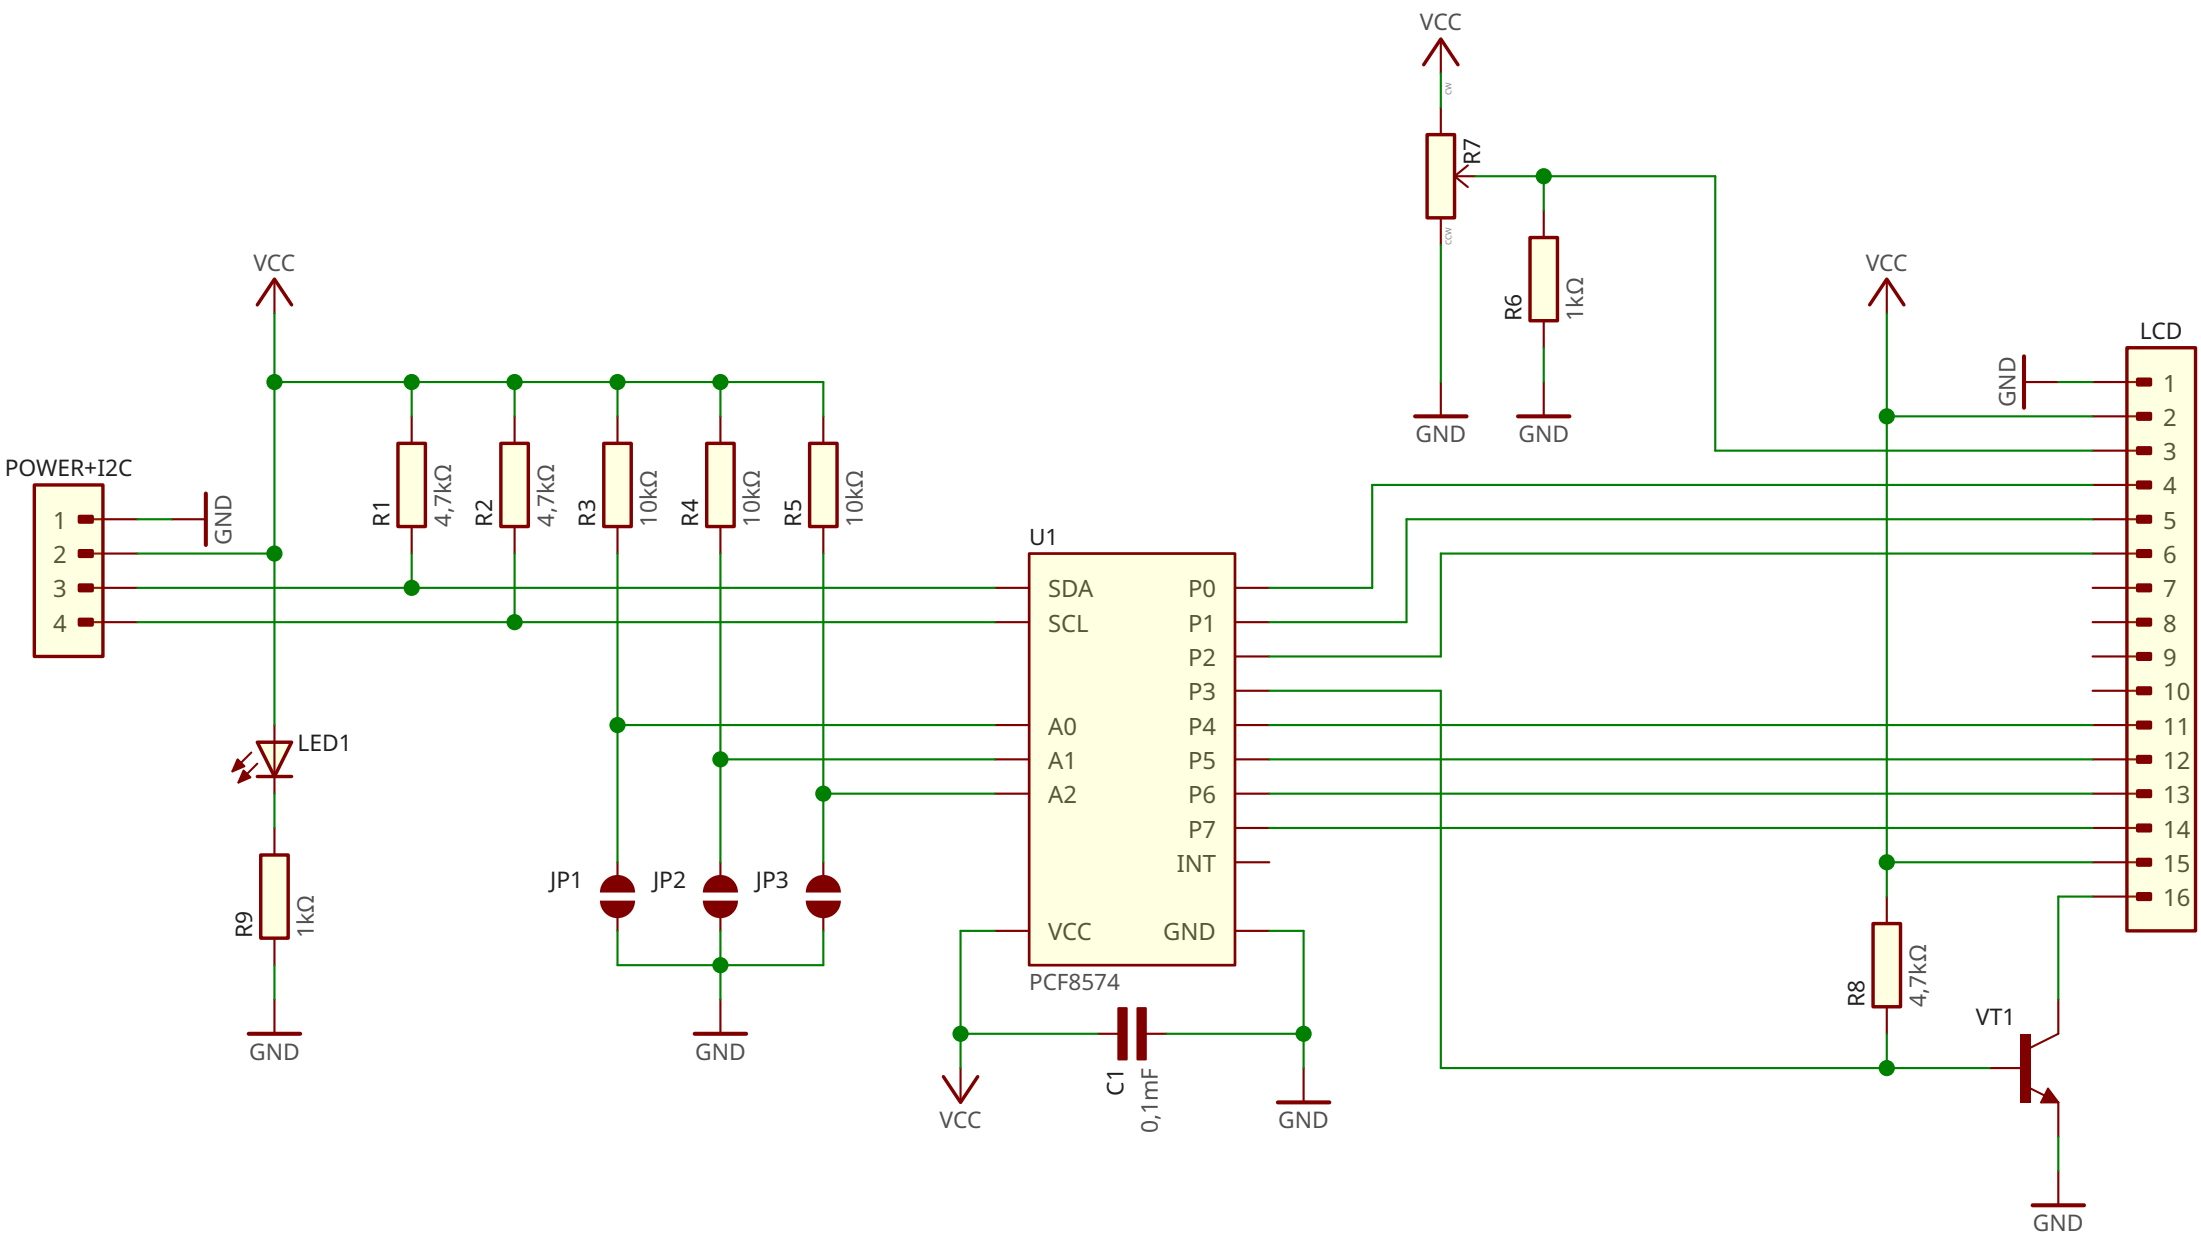 VCC
cw
R7
ccw
R6
1kΩ
GND
GND
VCC
VCC
LCD
GND
1
2
3
4
5
6
7
8
9
10
11
12
13
14
15
16
POWER+I2C
1
2
3
4
GND
R1
4,7kΩ
R2
4,7kΩ
R3
10kΩ
R4
10kΩ
R5
10kΩ
U1
SDA
SCL
A0
A1
A2
VCC
P0
P1
P2
P3
P4
P5
P6
P7
INT
GND
PCF8574
LED1
R9
1kΩ
GND
JP1
JP2
JP3
GND
C1
0,1mF
VCC
GND
R8
4,7kΩ
VT1
GND